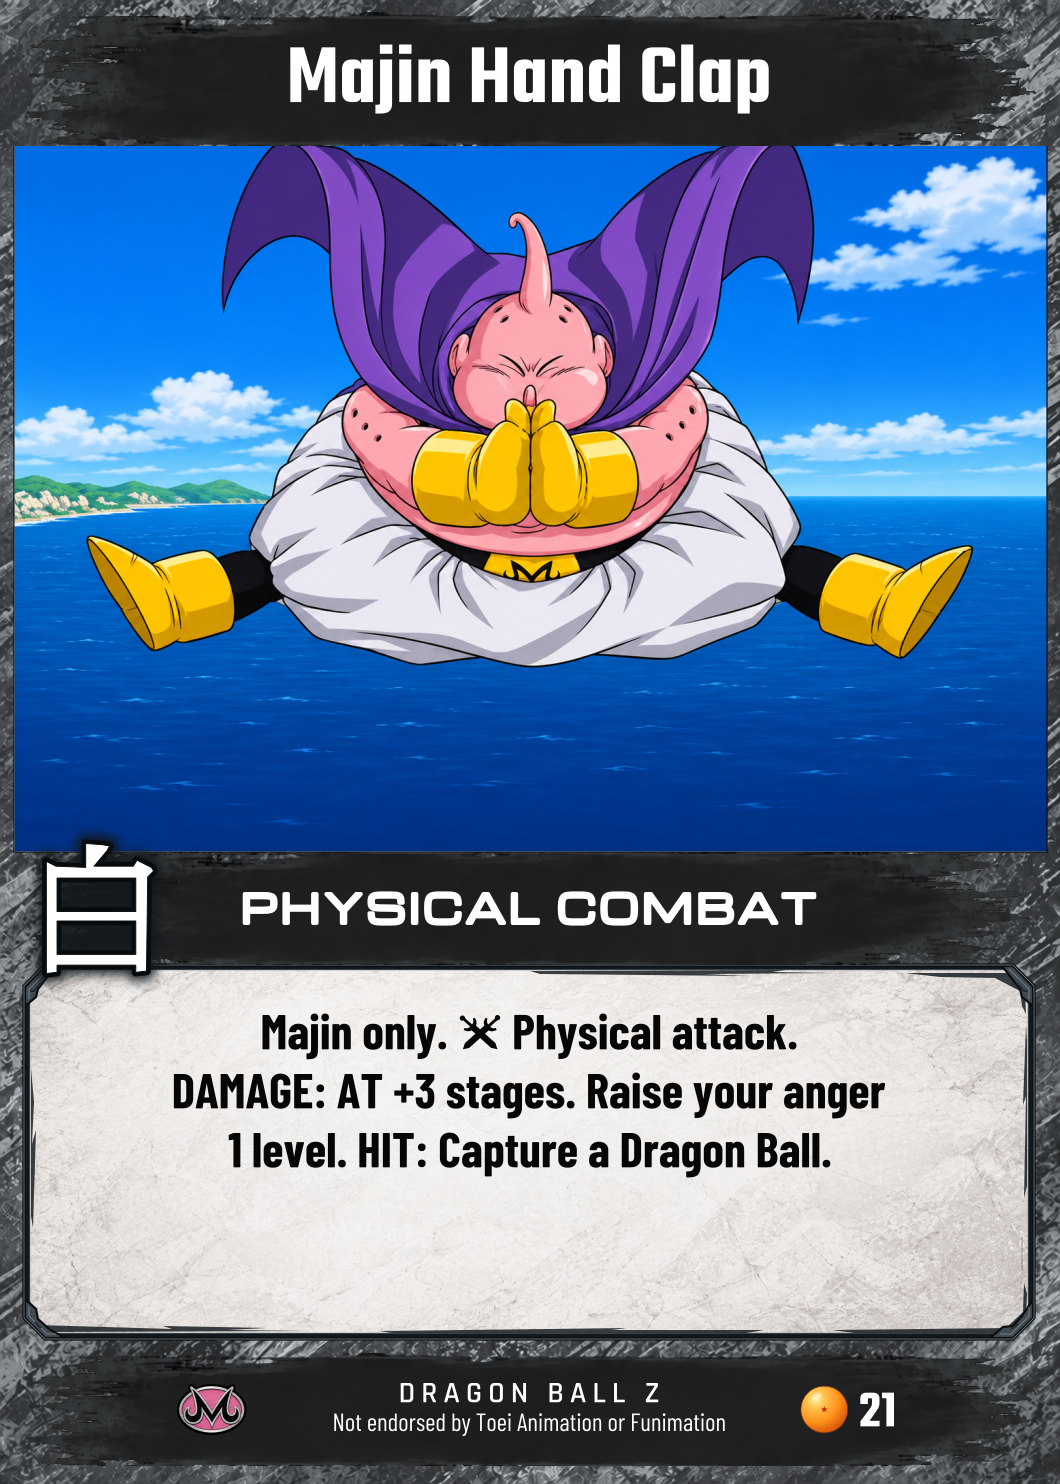 Majin Hand Clap
白
PHYSICAL COMBAT
Majin only. Physical attack.
DAMAGE: AT +3 stages. Raise your anger
1 level. HIT: Capture a Dragon Ball.
DRAGON BALL Z
Not endorsed by Toei Animation or Funimation
21